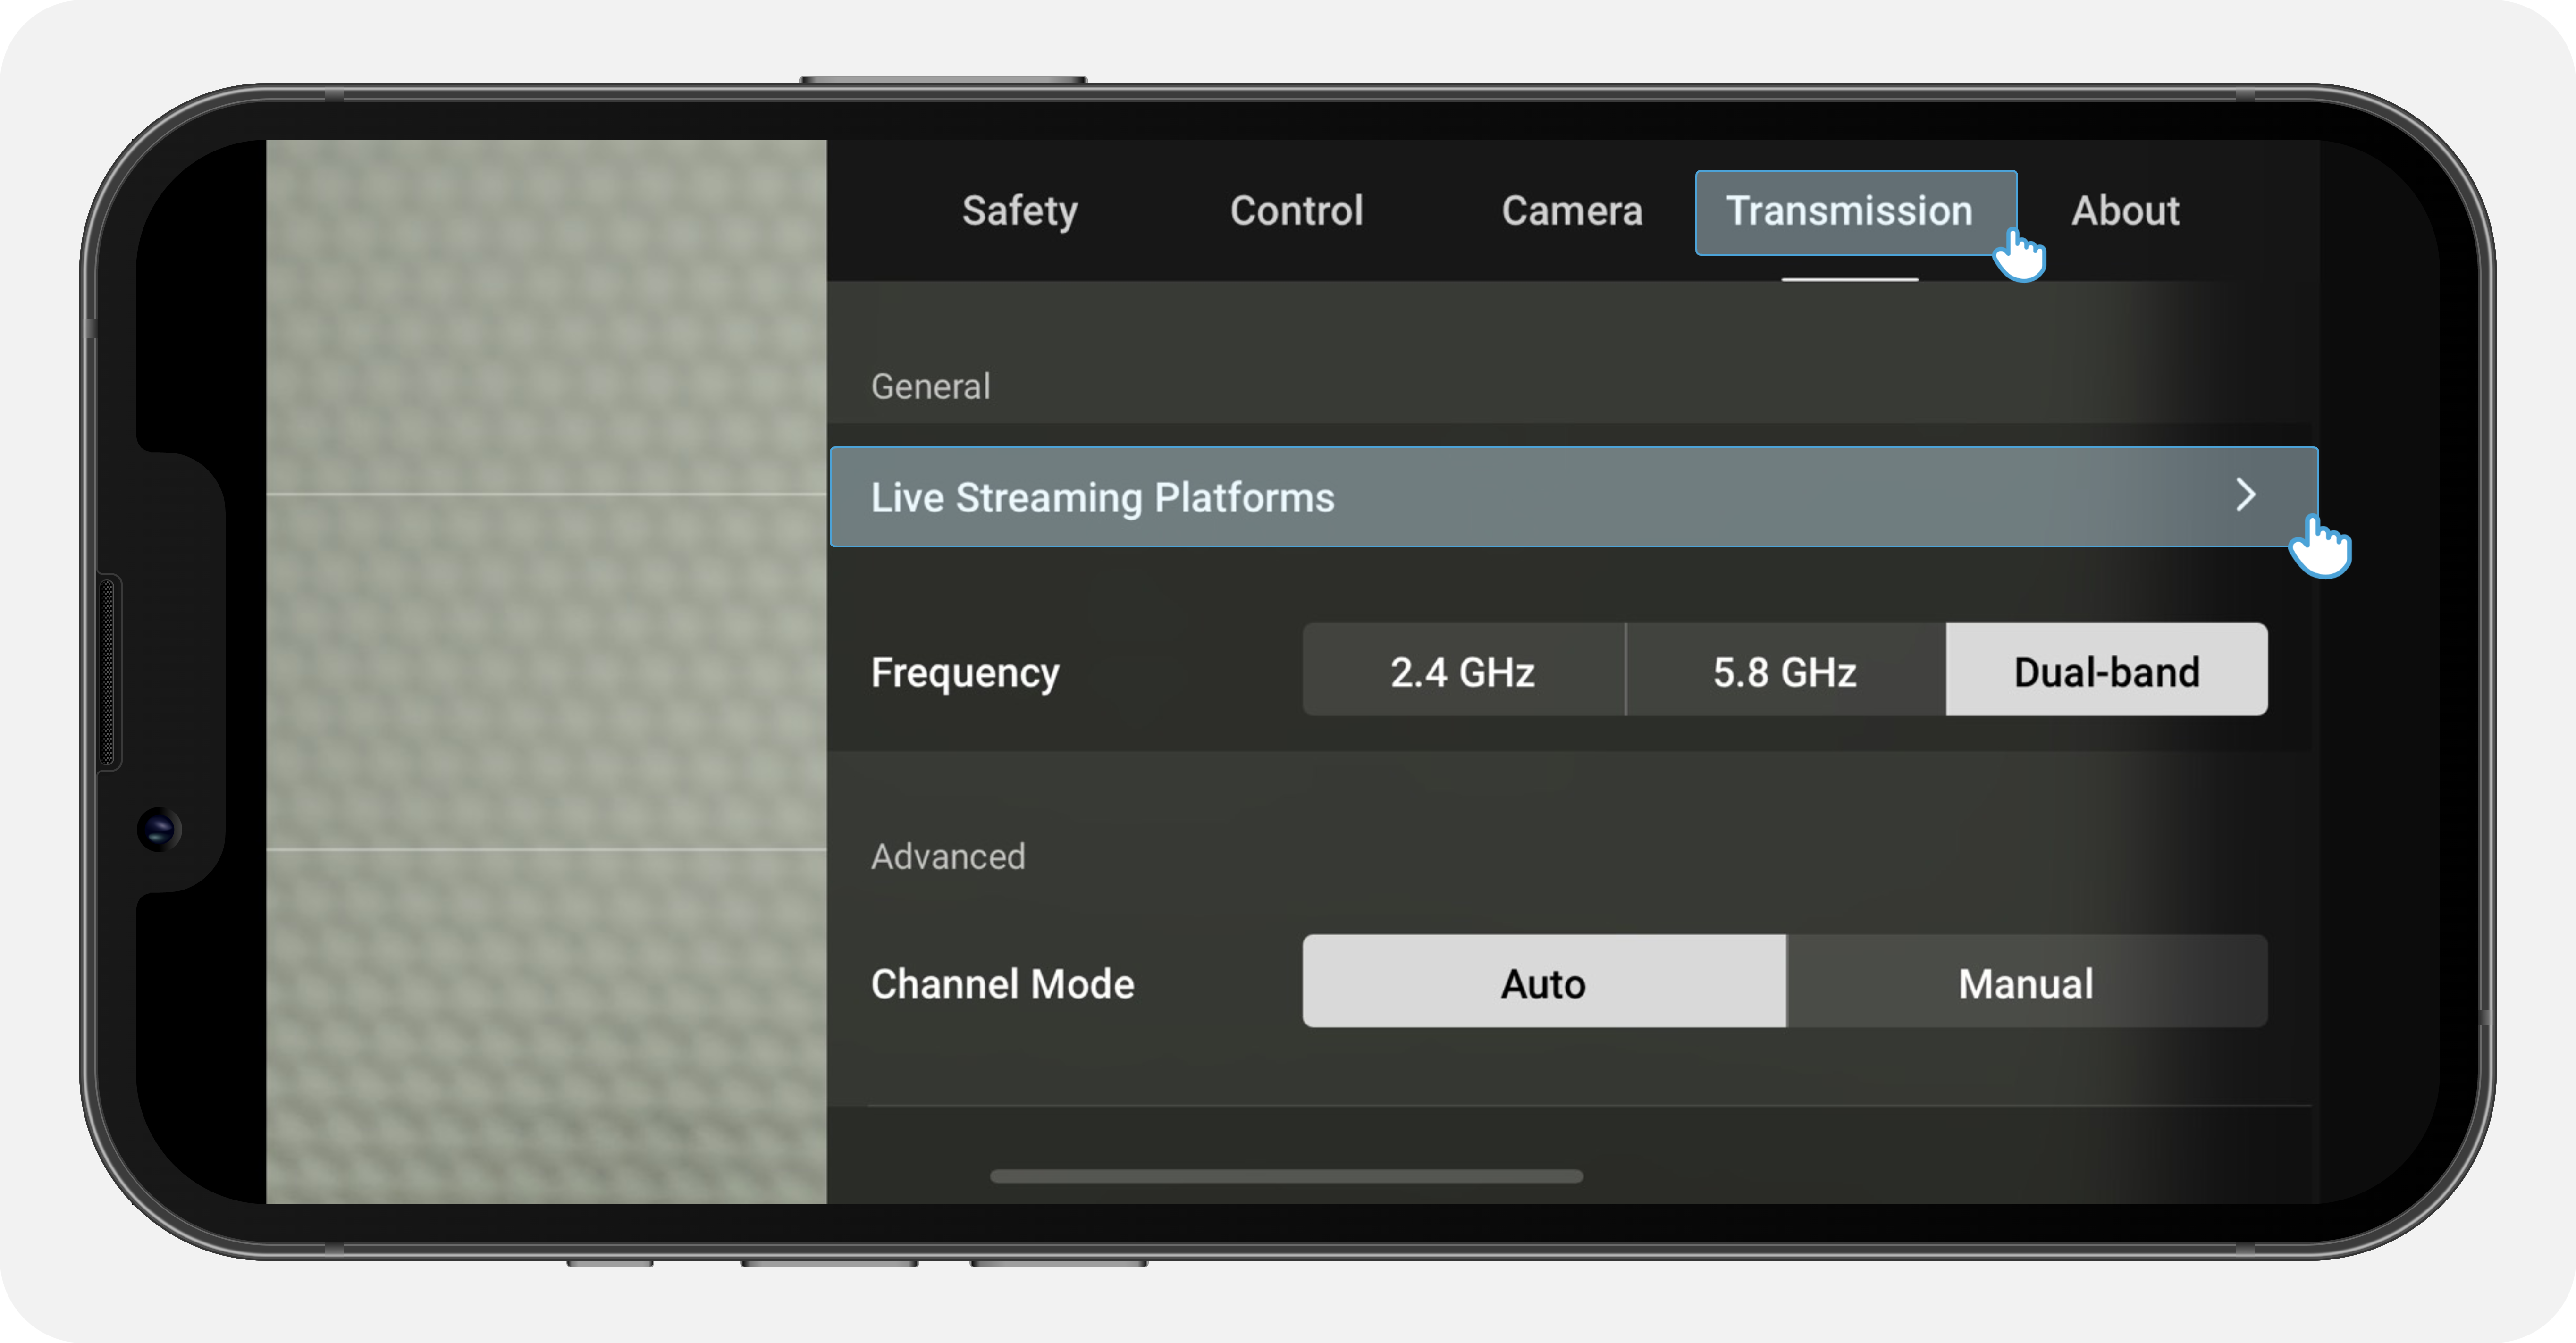 Safety Control Camera Transmission About
General
Live Streaming Platforms
Frequency 2.4 GHz 5.8 GHz Dual-band
Advanced
Channel Mode Auto Manual